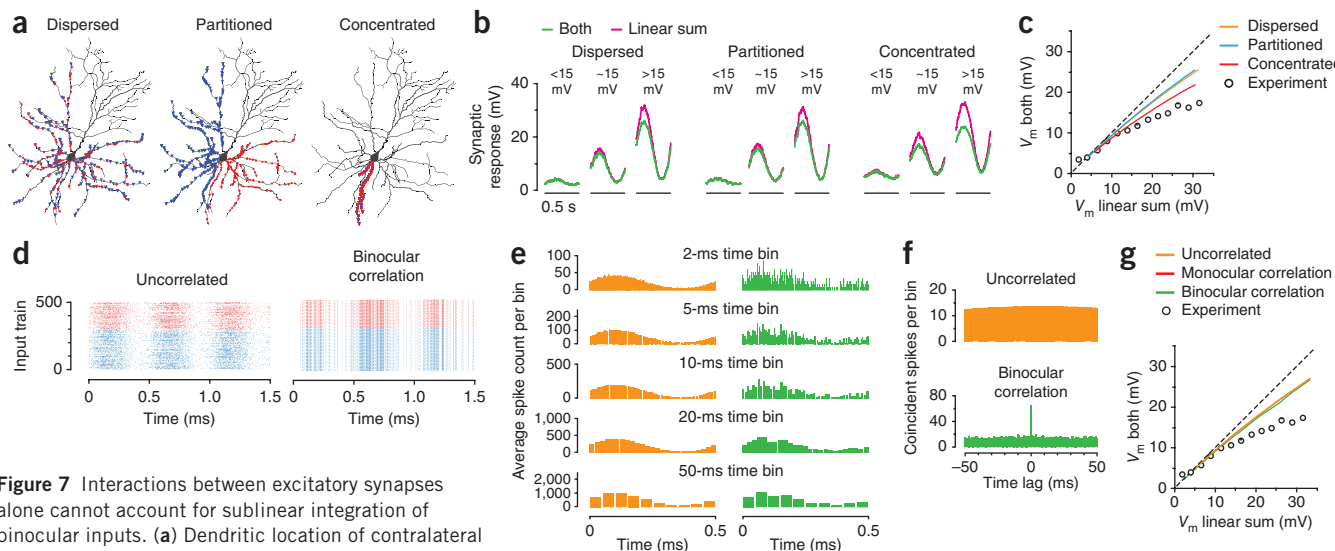 a
Dispersed
Partitioned
Concentrated
b
Both
Linear sum
Dispersed
Partitioned
Concentrated
<15 mV
~15 mV
>15 mV
<15 mV
~15 mV
>15 mV
<15 mV
~15 mV
>15 mV
Synaptic response (mV)
40
20
0
0.5 s
c
Dispersed
Partitioned
Concentrated
Experiment
Vm both (mV)
30
20
10
0
0
10
20
30
Vm linear sum (mV)
d
Uncorrelated
Binocular correlation
Input train
500
0
0
0.5
1.0
1.5
0
0.5
1.0
1.5
Time (ms)
Time (ms)
e
Average spike count per bin
2-ms time bin
100
50
0
5-ms time bin
200
100
0
10-ms time bin
500
0
20-ms time bin
1,000
500
0
50-ms time bin
2,000
1,000
0
0
0.5
0
0.5
Time (ms)
Time (ms)
f
Uncorrelated
Coincident spikes per bin
20
10
0
Binocular correlation
80
40
0
–50
0
50
Time lag (ms)
g
Uncorrelated
Monocular correlation
Binocular correlation
Experiment
Vm both (mV)
30
20
10
0
0
10
20
30
Vm linear sum (mV)
Figure 7 Interactions between excitatory synapses
alone cannot account for sublinear integration of
binocular inputs. (a) Dendritic location of contralateral